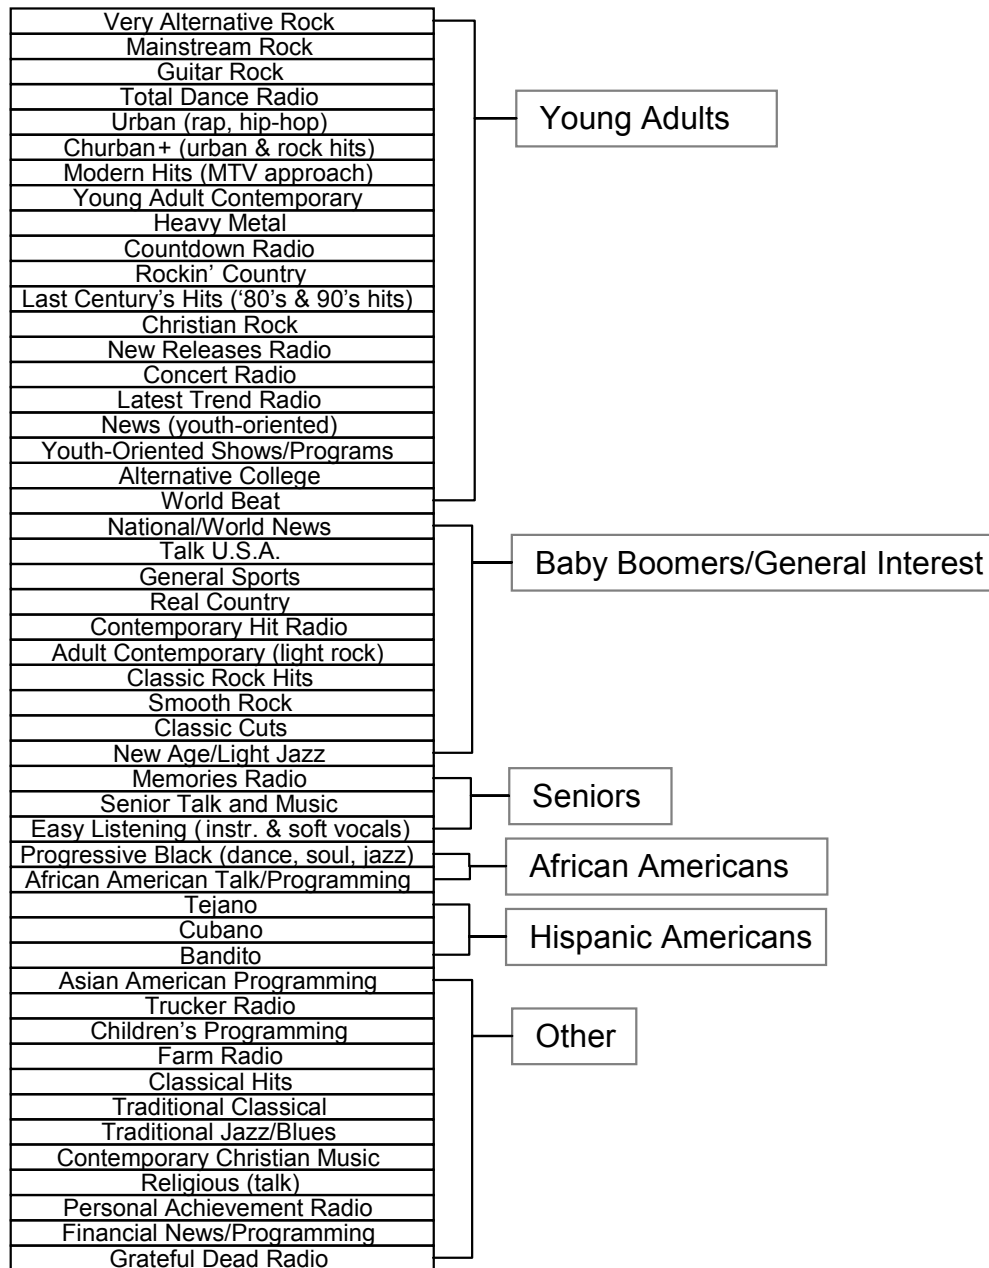 Very Alternative Rock
Mainstream Rock
Guitar Rock
Total Dance Radio
Urban (rap, hip-hop)
Churban+ (urban & rock hits)
Modern Hits (MTV approach)
Young Adult Contemporary
Heavy Metal
Countdown Radio
Rockin’ Country
Last Century’s Hits (‘80’s & 90’s hits)
Christian Rock
New Releases Radio
Concert Radio
Latest Trend Radio
News (youth-oriented)
Youth-Oriented Shows/Programs
Alternative College
World Beat
Young Adults
National/World News
Talk U.S.A.
General Sports
Real Country
Contemporary Hit Radio
Adult Contemporary (light rock)
Classic Rock Hits
Smooth Rock
Classic Cuts
New Age/Light Jazz
Baby Boomers/General Interest
Memories Radio
Senior Talk and Music
Easy Listening (instr. & soft vocals)
Seniors
Progressive Black (dance, soul, jazz)
African American Talk/Programming
African Americans
Tejano
Cubano
Bandito
Hispanic Americans
Asian American Programming
Trucker Radio
Children’s Programming
Farm Radio
Classical Hits
Traditional Classical
Traditional Jazz/Blues
Contemporary Christian Music
Religious (talk)
Personal Achievement Radio
Financial News/Programming
Grateful Dead Radio
Other